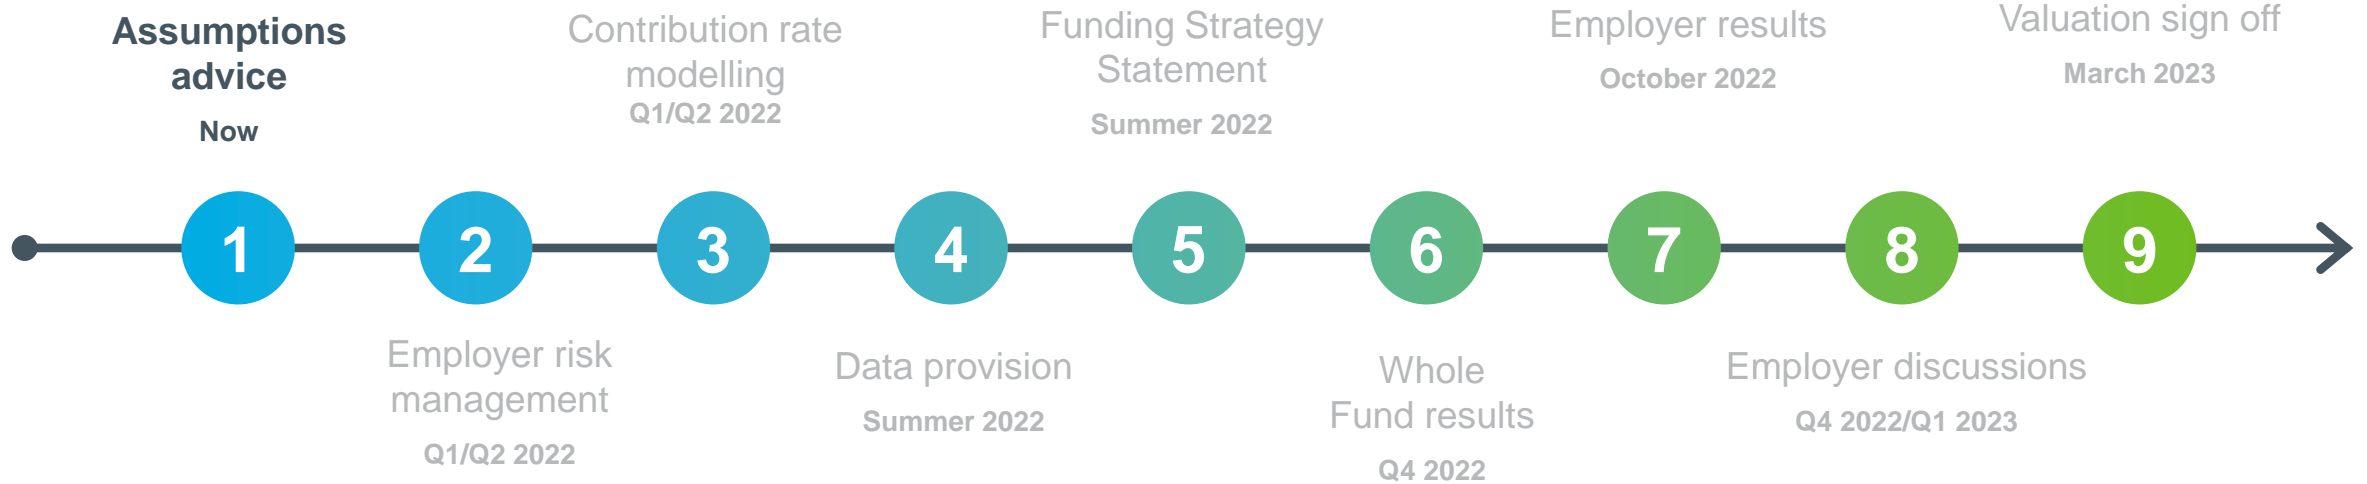 Assumptions
advice
Now
Contribution rate
modelling
Q1/Q2 2022
Funding Strategy
Statement
Summer 2022
Employer results
October 2022
Valuation sign off
March 2023
1
2
3
4
5
6
7
8
9
Employer risk
management
Q1/Q2 2022
Data provision
Summer 2022
Whole
Fund results
Q4 2022
Employer discussions
Q4 2022/Q1 2023